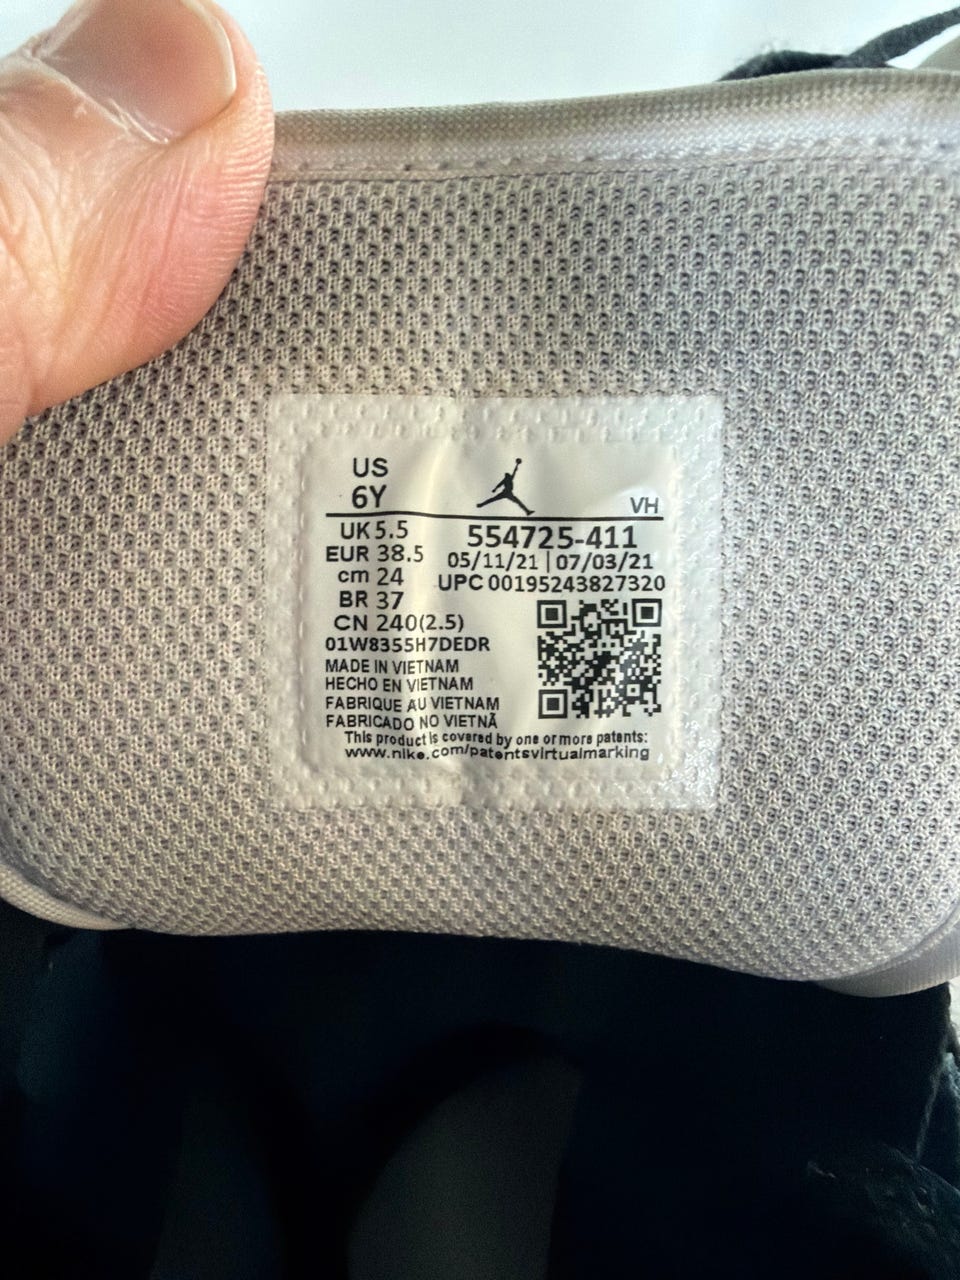 US
6Y
VH
UK 5.5
554725-411
EUR 38.5
05/11/21 | 07/03/21
cm 24
UPC 00195243827320
BR 37
CN 240(2.5)
01W8355H7DEDR
MADE IN VIETNAM
HECHO EN VIETNAM
FABRIQUE AU VIETNAM
FABRICADO NO VIETNÃ
This product is covered by one or more patents:
www.nike.com/patentsvirtualmarking